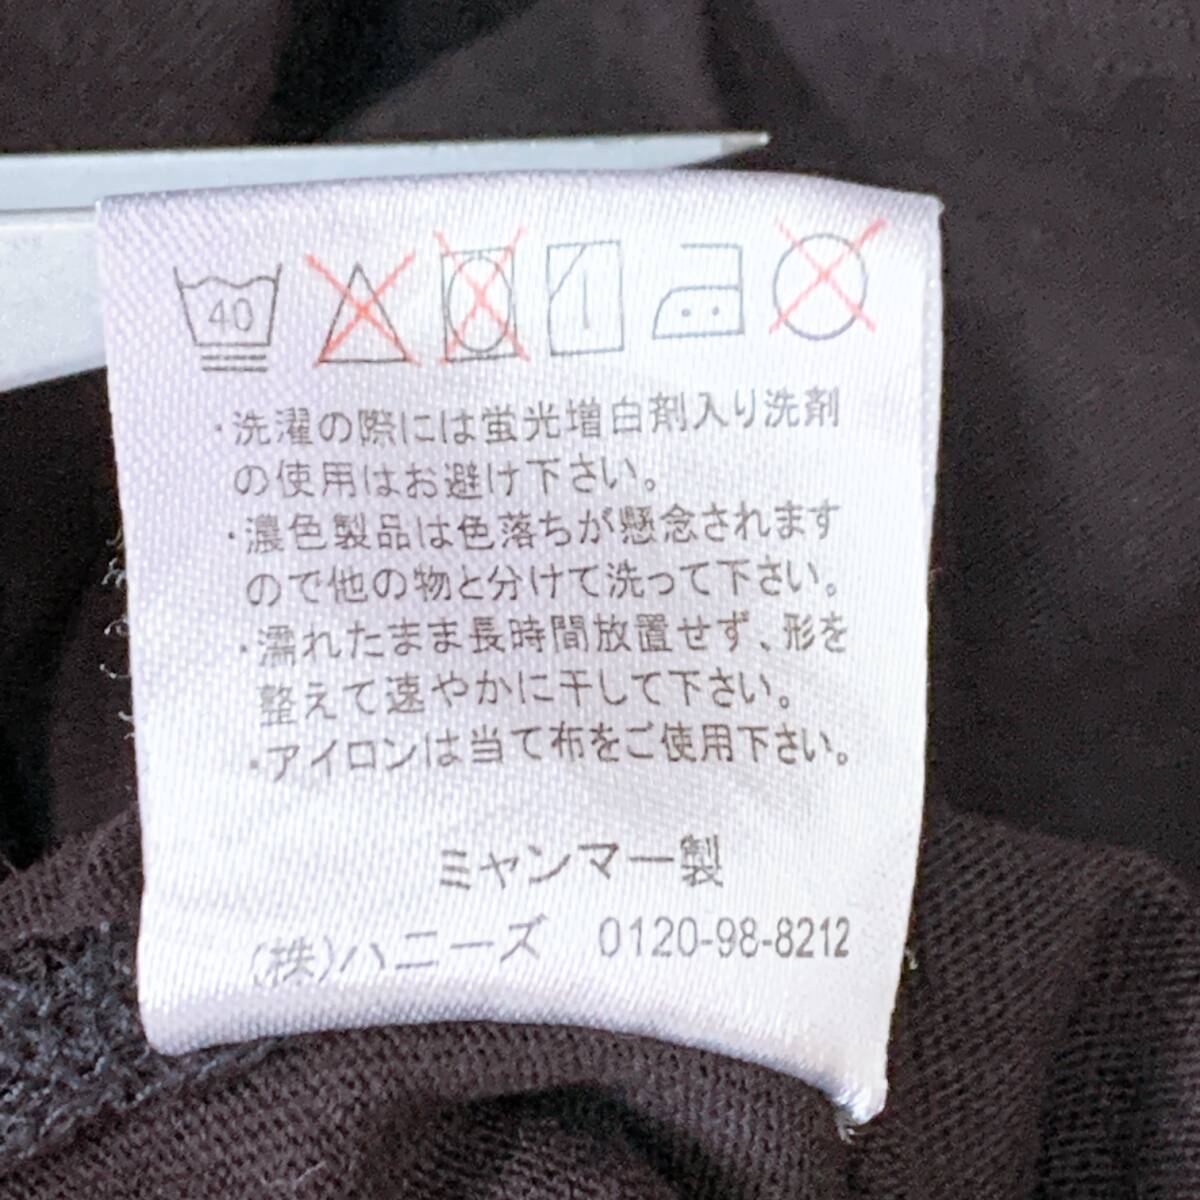 40
・洗濯の際には蛍光増白剤入り洗剤
の使用はお避け下さい。
・濃色製品は色落ちが懸念されます
ので他の物と分けて洗って下さい。
・濡れたまま長時間放置せず、形を
整えて速やかに干して下さい。
・アイロンは当て布をご使用下さい。
ミャンマー製
(株)ハニーズ 0120-98-8212